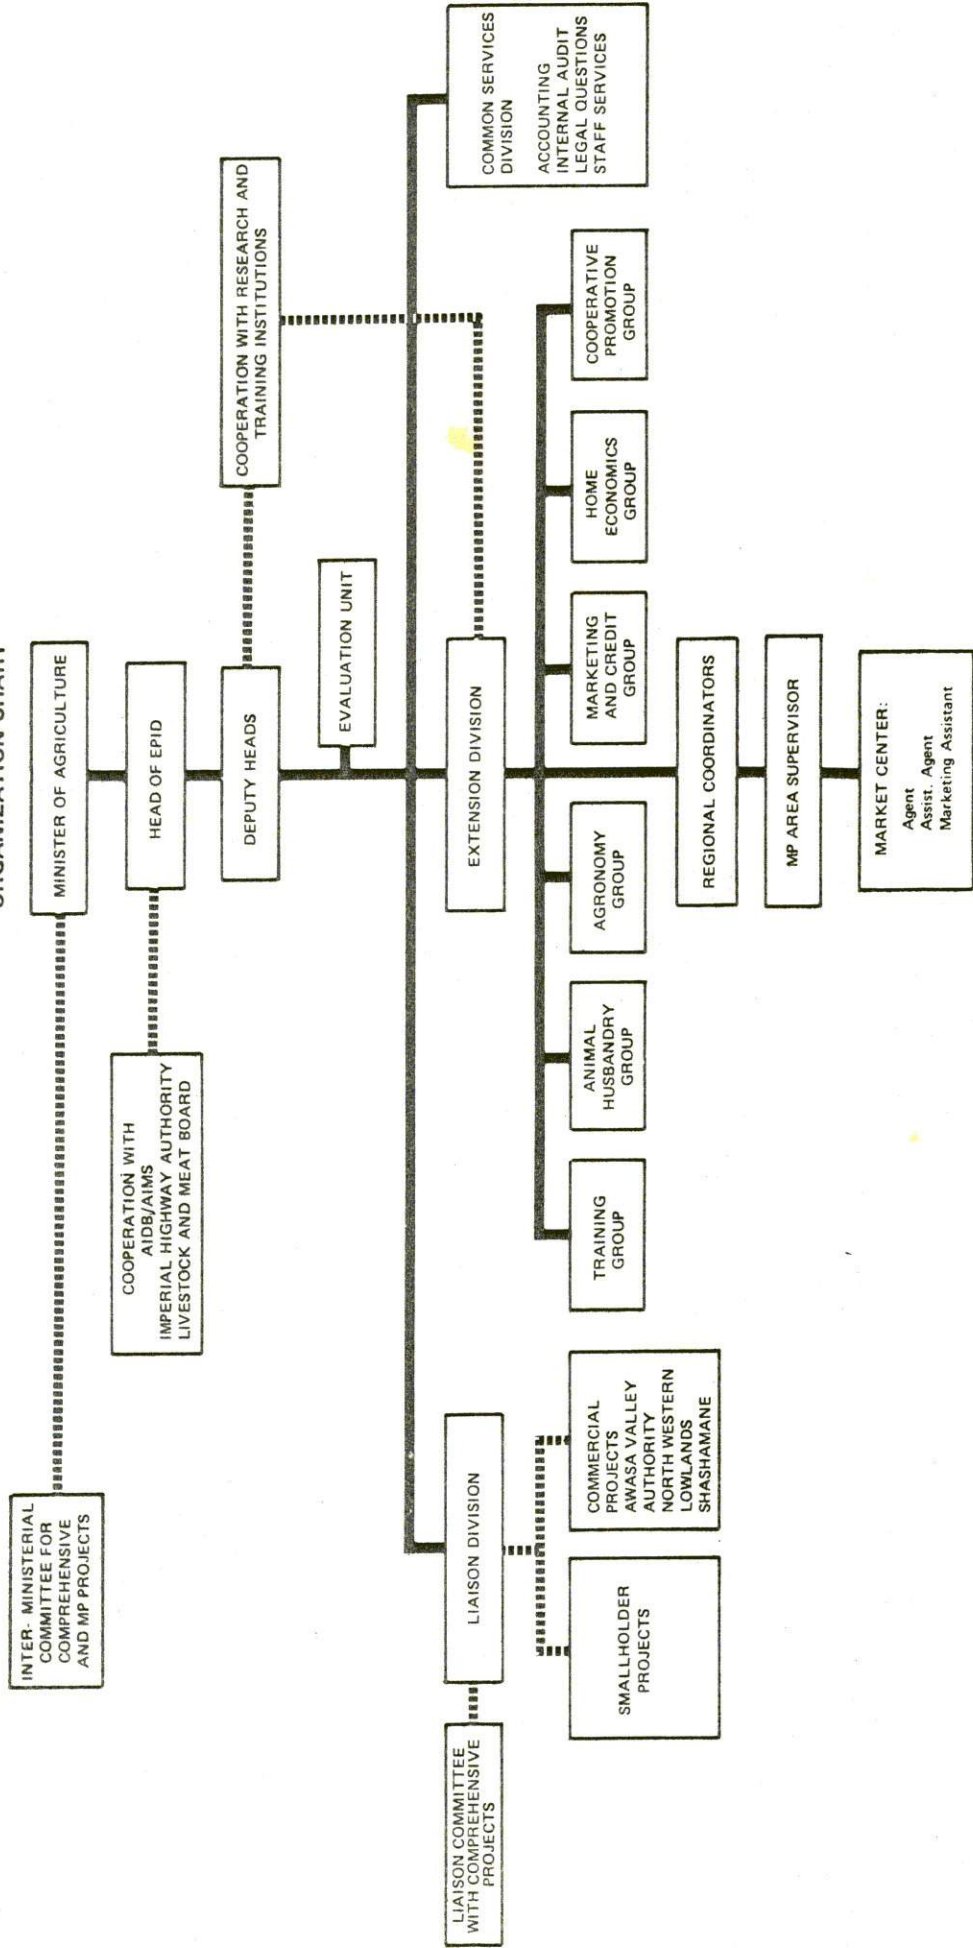 ORGANIZATION CHART
INTER- MINISTERIAL
COMMITTEE FOR
COMPREHENSIVE
AND MP PROJECTS
MINISTER OF AGRICULTURE
COOPERATION WITH
AIDB/AIMS
IMPERIAL HIGHWAY AUTHORITY
LIVESTOCK AND MEAT BOARD
HEAD OF EPID
DEPUTY HEADS
COOPERATION WITH RESEARCH AND
TRAINING INSTITUTIONS
EVALUATION UNIT
LIAISON COMMITTEE
WITH COMPREHENSIVE
PROJECTS
LIAISON DIVISION
EXTENSION DIVISION
COMMON SERVICES
DIVISION
ACCOUNTING
INTERNAL AUDIT
LEGAL QUESTIONS
STAFF SERVICES
SMALLHOLDER
PROJECTS
COMMERCIAL
PROJECTS
AWASA VALLEY
AUTHORITY
NORTH WESTERN
LOWLANDS
SHASHAMANE
TRAINING
GROUP
ANIMAL
HUSBANDRY
GROUP
AGRONOMY
GROUP
MARKETING
AND CREDIT
GROUP
HOME
ECONOMICS
GROUP
COOPERATIVE
PROMOTION
GROUP
REGIONAL COORDINATORS
MP AREA SUPERVISOR
MARKET CENTER:
Agent
Assist. Agent
Marketing Assistant